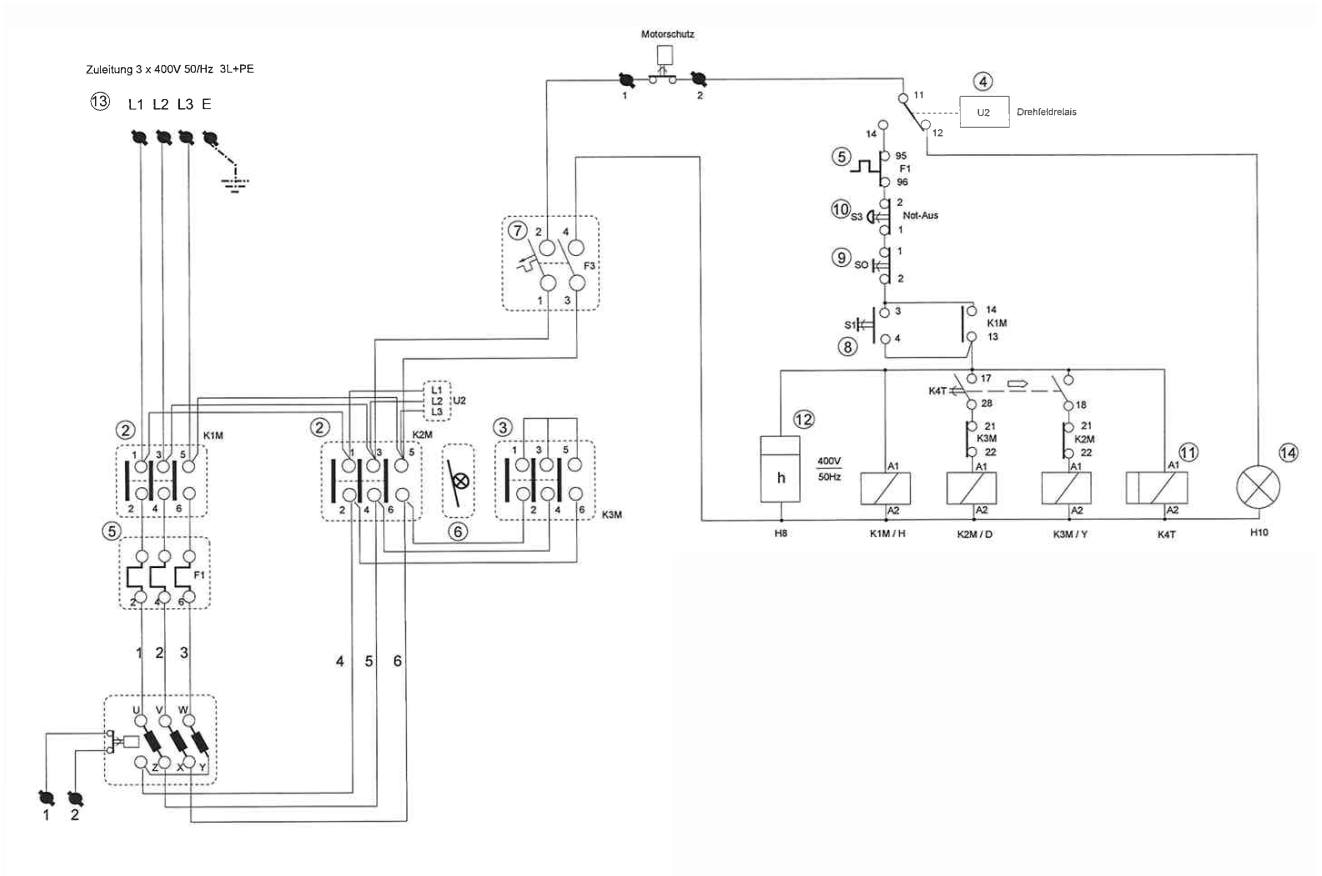 Motorschutz
Zuleitung 3 x 400V 50/Hz 3L+PE
13 L1 L2 L3 E
1 2
11
4
U2 Drehfeldrelais
12
14
5 95
F1
96
10 S3 2 Not-Aus
1
9 SO 1
2
7 2 4
F3
1 3
3 14
S1 K1M
4 13
8
L1
L2 U2
L3
K4T 17
28 18
21 21
K3M K2M
22 22
2 1 3 5 K1M
2 4 6
2 1 3 5 K2M
2 4 6
6
3 1 3 5
2 4 6 K3M
12
h 400V
50Hz
A1 A1 A1 11 A1 14
A2 A2 A2 A2
H8 K1M / H K2M / D K3M / Y K4T H10
5
F1
2 4 6
1 2 3
4 5 6
U V W
Z X Y
1 2